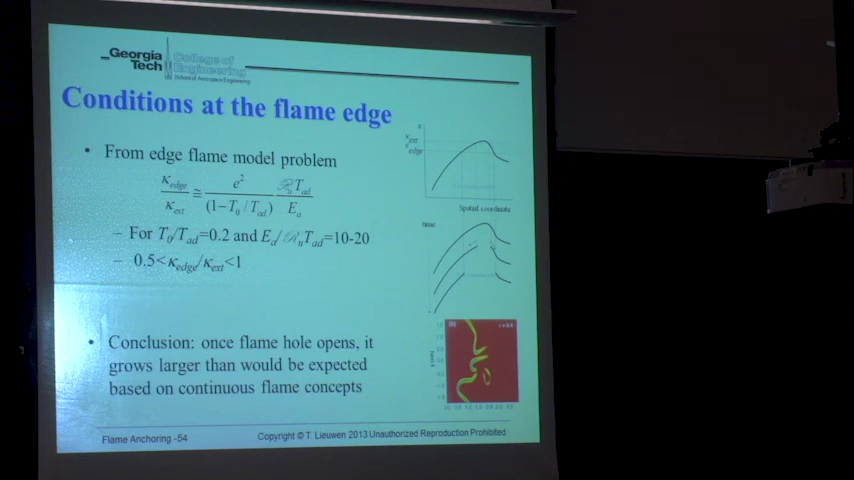 Georgia
Tech
College of
Engineering
School of Aerospace Engineering
Conditions at the flame edge
• From edge flame model problem
κedge/κext ≅ e²/(1−T0/Tad) ℛuTad/Ea
– For T0/Tad=0.2 and Ea/ℛuTad=10-20
– 0.5<κedge/κext<1
• Conclusion: once flame hole opens, it
grows larger than would be expected
based on continuous flame concepts
κ
κext
κedge
Spatial coordinate
time
Flame Anchoring -54
Copyright © T. Lieuwen 2013 Unauthorized Reproduction Prohibited